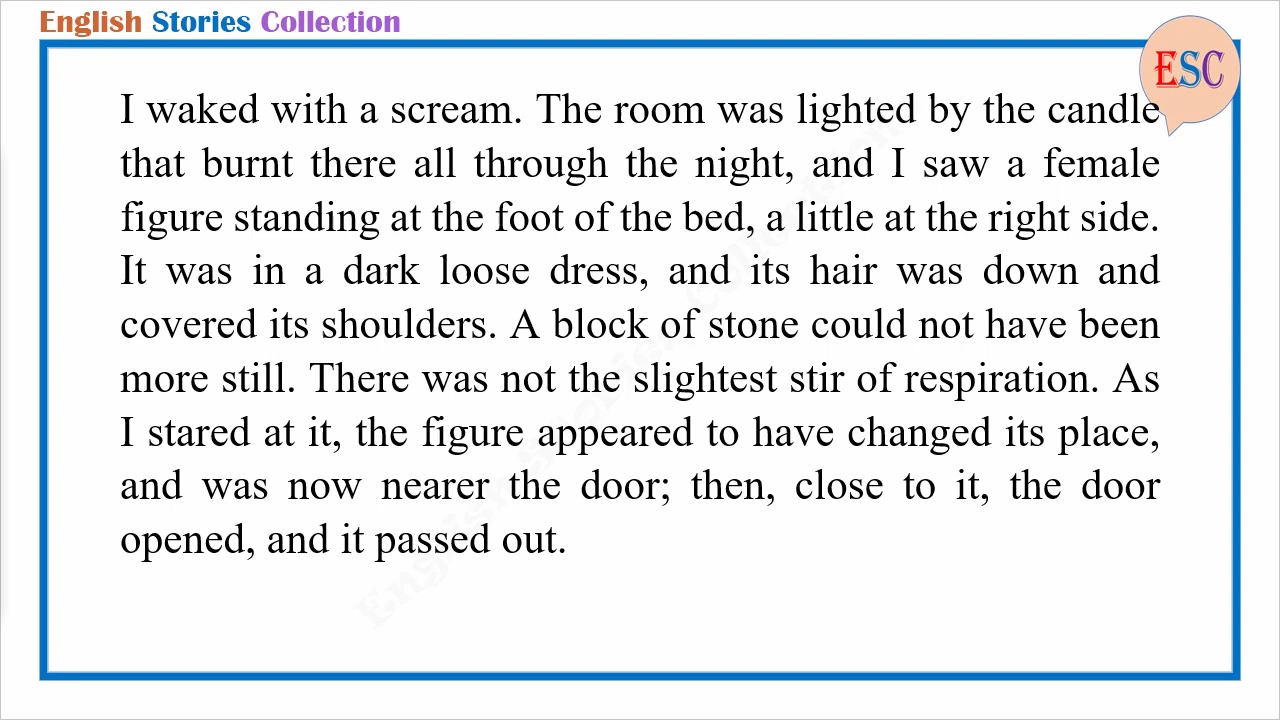 English Stories Collection
ESC
I waked with a scream. The room was lighted by the candle
that burnt there all through the night, and I saw a female
figure standing at the foot of the bed, a little at the right side.
It was in a dark loose dress, and its hair was down and
covered its shoulders. A block of stone could not have been
more still. There was not the slightest stir of respiration. As
I stared at it, the figure appeared to have changed its place,
and was now nearer the door; then, close to it, the door
opened, and it passed out.
English Stories Collection